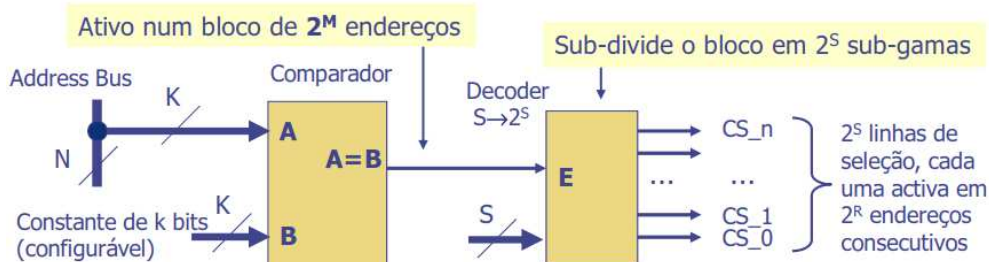 Ativo num bloco de 2^M endereços
Sub-divide o bloco em 2^S sub-gamas
Address Bus
Comparador
Decoder
S→2^S
K
N
A
A=B
B
K
Constante de k bits
(configurável)
E
S
CS_n
... ...
CS_1
CS_0
2^S linhas de
seleção, cada
uma activa em
2^R endereços
consecutivos